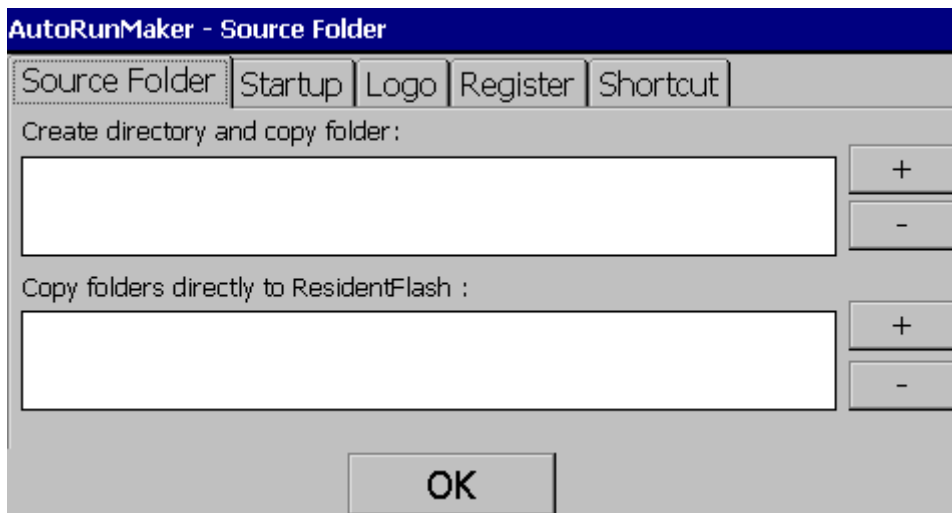 AutoRunMaker - Source Folder
Source Folder Startup Logo Register Shortcut
Create directory and copy folder:
+
-
Copy folders directly to ResidentFlash :
+
-
OK